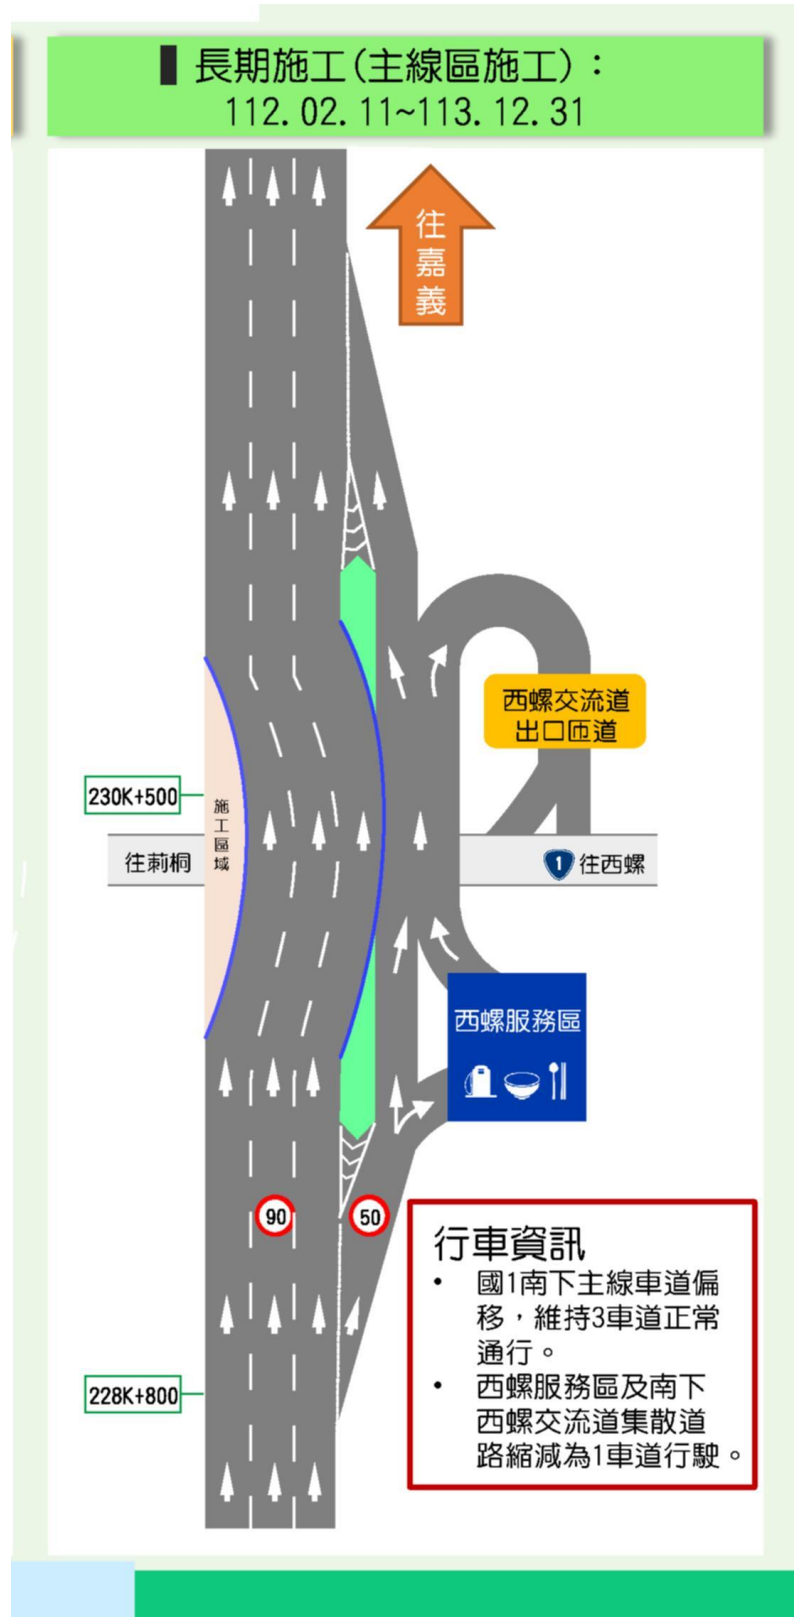 長期施工(主線區施工)：
112.02.11~113.12.31
往嘉義
西螺交流道
出口匝道
230K+500
施工區域
往莿桐
1
往西螺
西螺服務區
90
50
行車資訊
• 國1南下主線車道偏
移，維持3車道正常
通行。
• 西螺服務區及南下
西螺交流道集散道
路縮減為1車道行駛。
228K+800